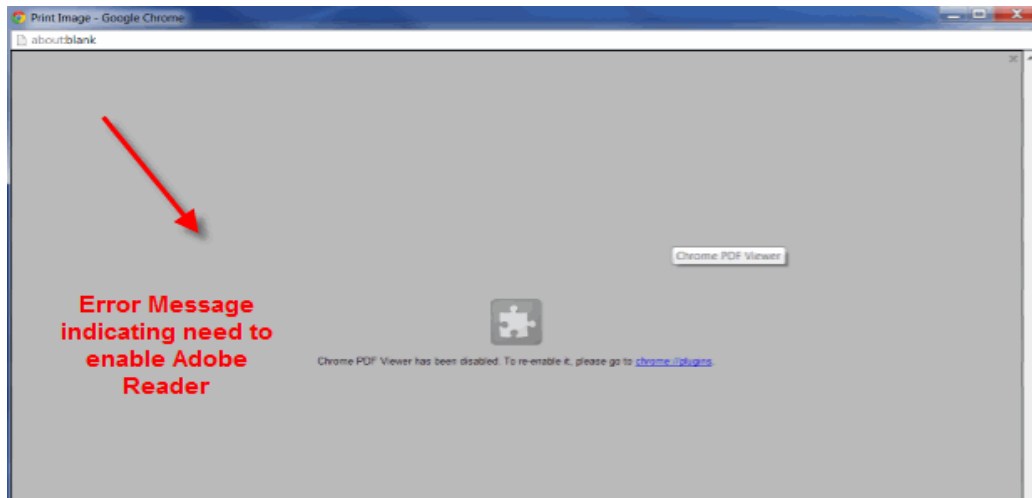 Print Image - Google Chrome
about:blank
Chrome PDF Viewer
Error Message
indicating need to
enable Adobe
Reader
Chrome PDF Viewer has been disabled. To re-enable it, please go to chrome://plugins.